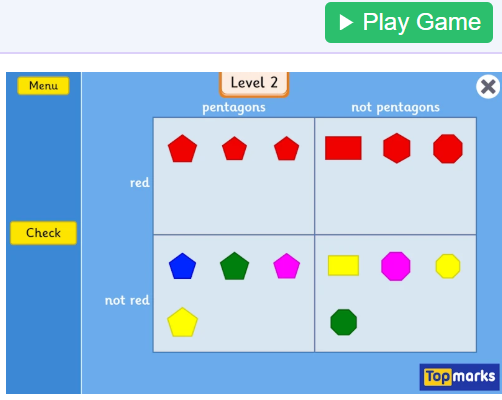 Play Game
Menu
Level 2
pentagons
not pentagons
red
Check
not red
Topmarks